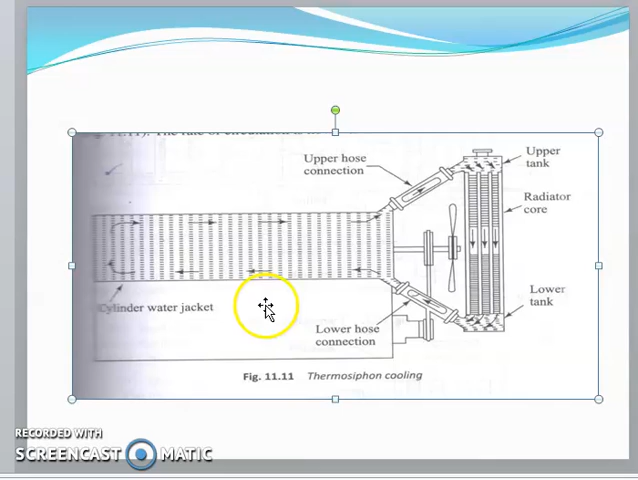 Upper hose
connection
Upper
tank
Radiator
core
Cylinder water jacket
Lower
tank
Lower hose
connection
Fig. 11.11 Thermosiphon cooling
RECORDED WITH
SCREENCAST MATIC